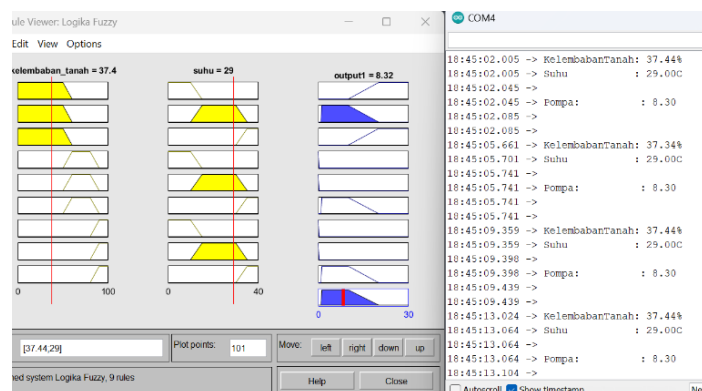 ule Viewer: Logika Fuzzy
Edit View Options
kelembaban_tanah = 37.4
suhu = 29
output1 = 8.32
0 100
0 40
0 30
[37.44,29]
Plot points: 101
Move: left right down up
ned system Logika Fuzzy, 9 rules
Help Close
COM4
18:45:02.005 -> KelembabanTanah: 37.44%
18:45:02.005 -> Suhu : 29.00C
18:45:02.045 ->
18:45:02.045 -> Pompa: : 8.30
18:45:02.085 ->
18:45:02.085 ->
18:45:05.661 -> KelembabanTanah: 37.34%
18:45:05.701 -> Suhu : 29.00C
18:45:05.741 ->
18:45:05.741 -> Pompa: : 8.30
18:45:05.741 ->
18:45:05.741 ->
18:45:09.359 -> KelembabanTanah: 37.44%
18:45:09.359 -> Suhu : 29.00C
18:45:09.398 ->
18:45:09.398 -> Pompa: : 8.30
18:45:09.439 ->
18:45:09.439 ->
18:45:13.024 -> KelembabanTanah: 37.44%
18:45:13.064 -> Suhu : 29.00C
18:45:13.064 ->
18:45:13.064 -> Pompa: : 8.30
18:45:13.104 ->
Autoscroll Show timestamp Ne